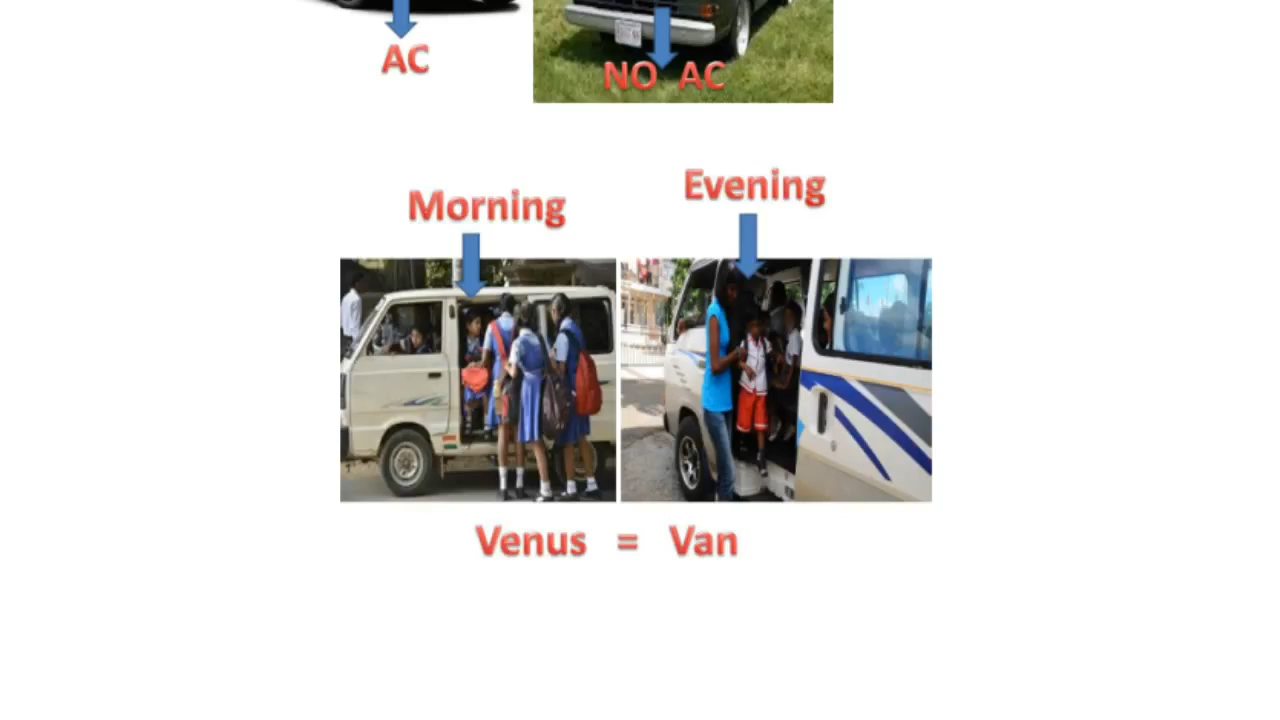 AC
NO AC
Morning
Evening
Venus = Van